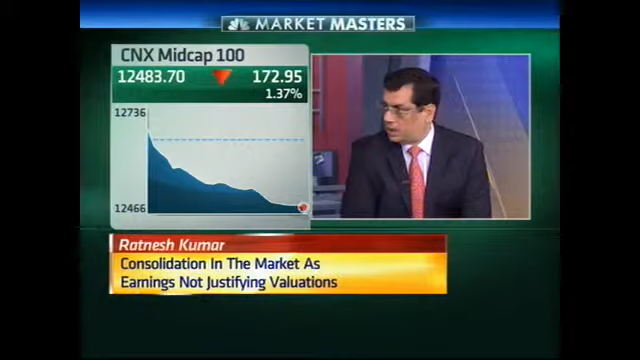 MARKET MASTERS
CNX Midcap 100
12483.70 172.95
1.37%
12736
12466
Ratnesh Kumar
Consolidation In The Market As
Earnings Not Justifying Valuations